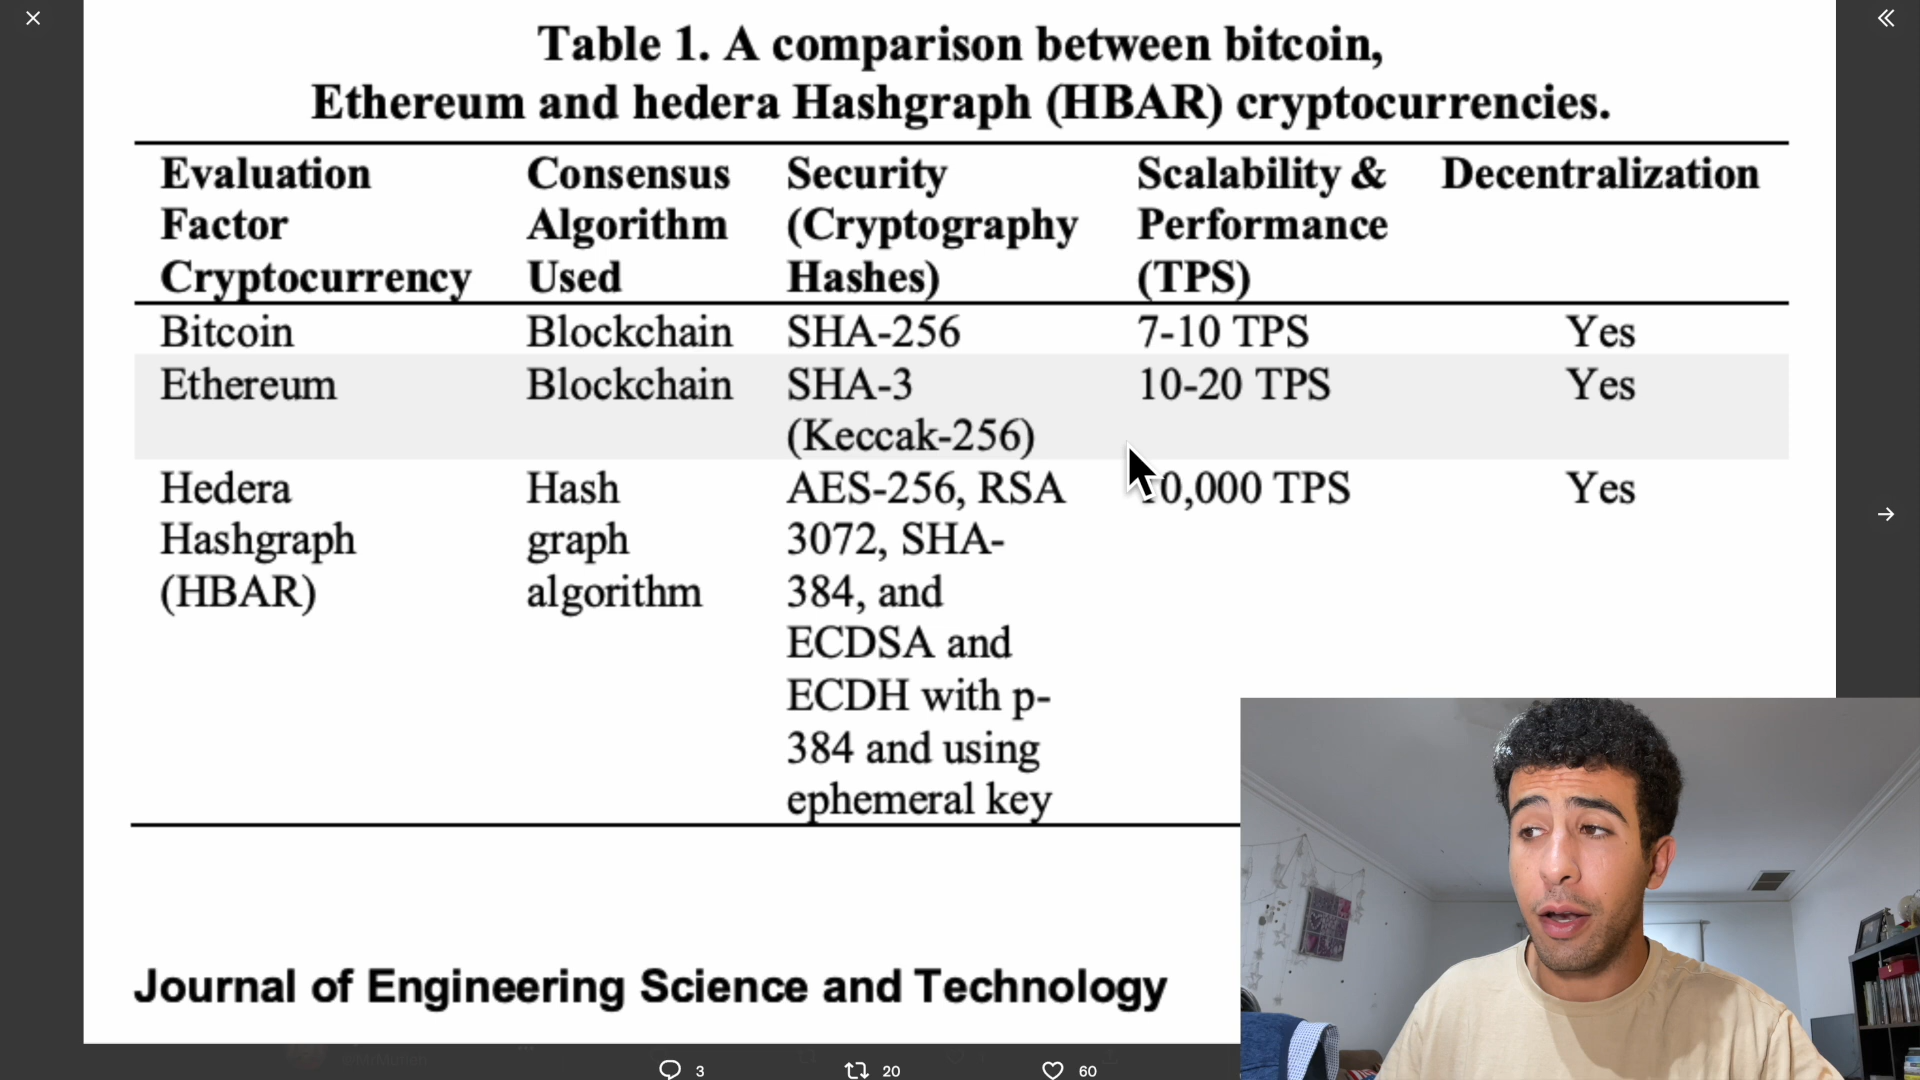 Table 1. A comparison between bitcoin,
Ethereum and hedera Hashgraph (HBAR) cryptocurrencies.
Evaluation Factor Cryptocurrency
Consensus Algorithm Used
Security (Cryptography Hashes)
Scalability & Performance (TPS)
Decentralization
Bitcoin Blockchain SHA-256 7-10 TPS Yes
Ethereum Blockchain SHA-3 10-20 TPS Yes
(Keccak-256)
Hedera Hash AES-256, RSA TPS Yes
Hashgraph graph 3072, SHA-
(HBAR) algorithm 384, and
ECDSA and
ECDH with p-
384 and using
ephemeral key
Journal of Engineering Science and Technology
3 20 60